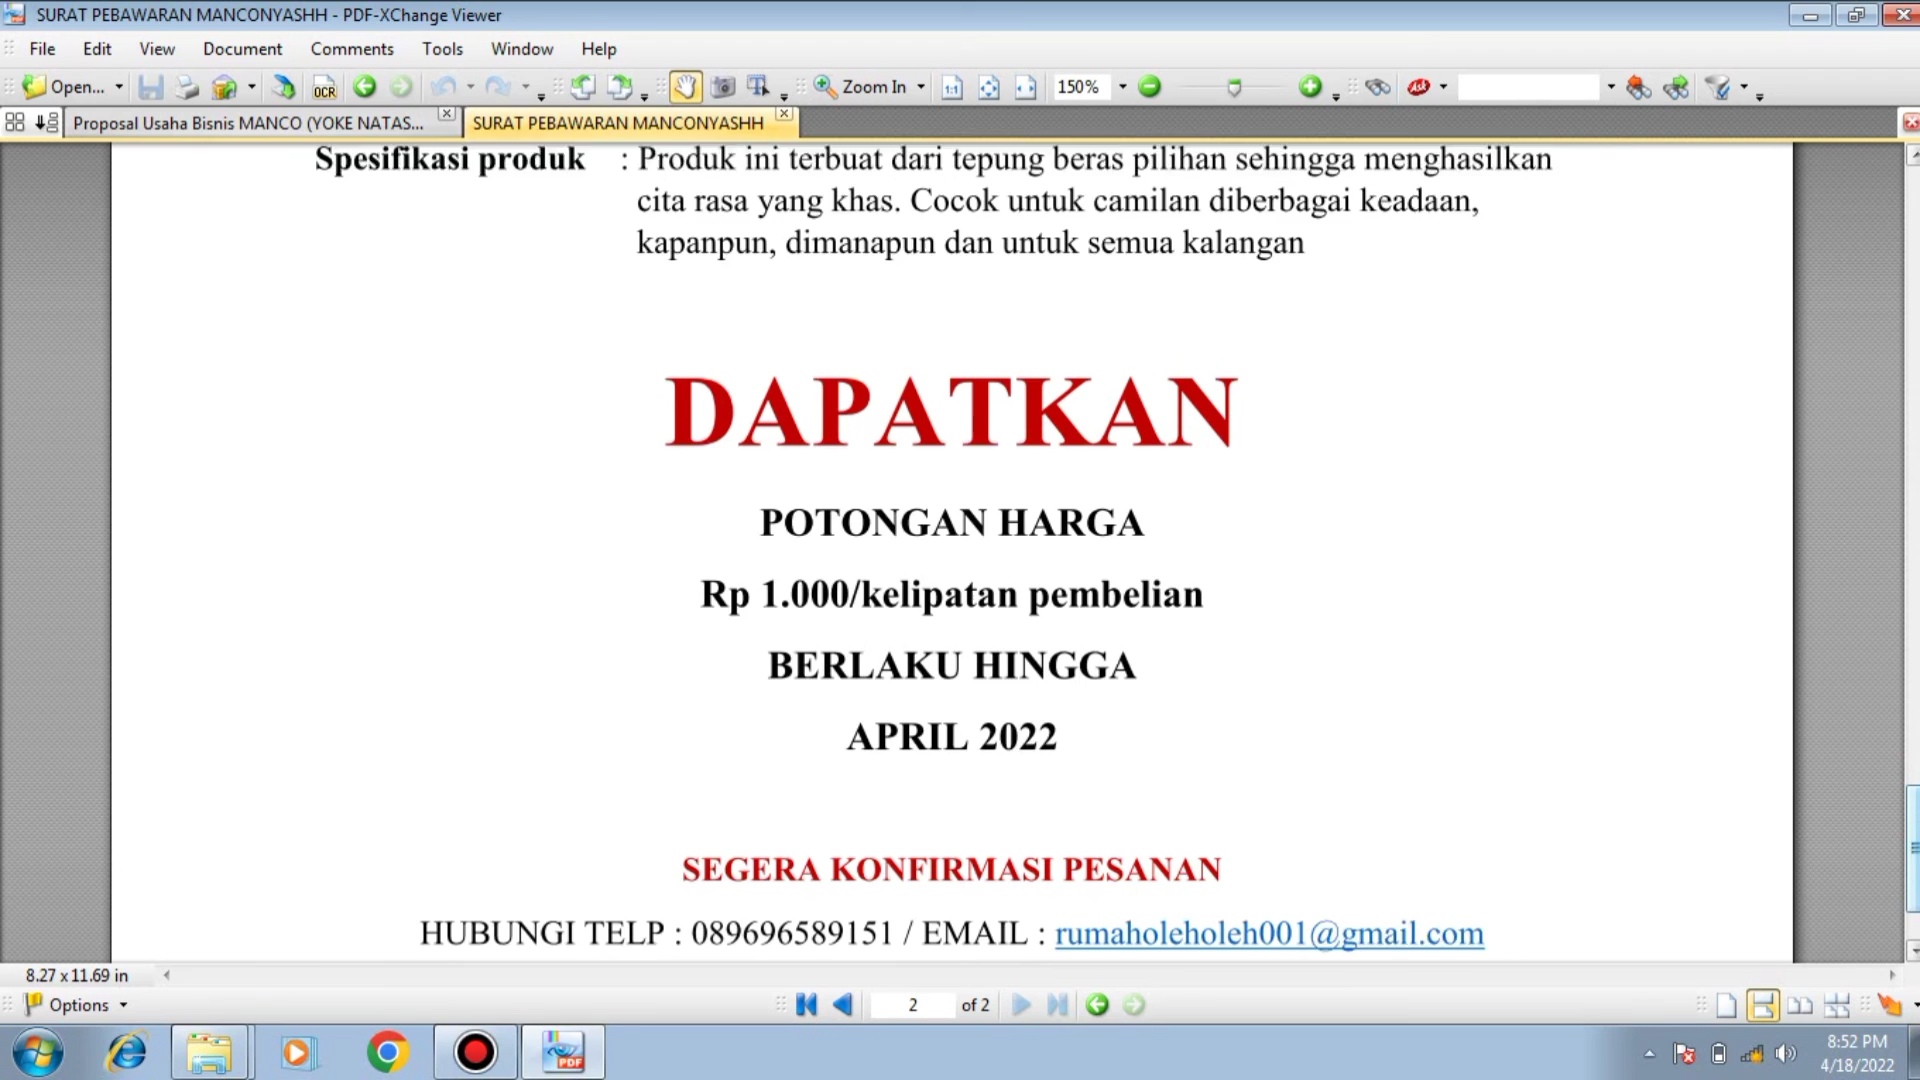 SURAT PEBAWARAN MANCONYASHH - PDF-XChange Viewer
File Edit View Document Comments Tools Window Help
Open... OCR Zoom In 1:1 150%
Proposal Usaha Bisnis MANCO (YOKE NATAS... SURAT PEBAWARAN MANCONYASHH
Spesifikasi produk : Produk ini terbuat dari tepung beras pilihan sehingga menghasilkan
cita rasa yang khas. Cocok untuk camilan diberbagai keadaan,
kapanpun, dimanapun dan untuk semua kalangan
DAPATKAN
POTONGAN HARGA
Rp 1.000/kelipatan pembelian
BERLAKU HINGGA
APRIL 2022
SEGERA KONFIRMASI PESANAN
HUBUNGI TELP : 089696589151 / EMAIL : rumaholeholeh001@gmail.com
8.27 x 11.69 in
Options 2 of 2
PDF
8:52 PM
4/18/2022